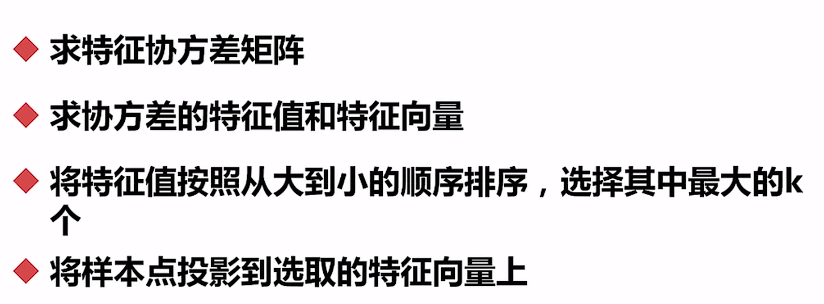 求特征协方差矩阵
求协方差的特征值和特征向量
将特征值按照从大到小的顺序排序，选择其中最大的k
个
将样本点投影到选取的特征向量上